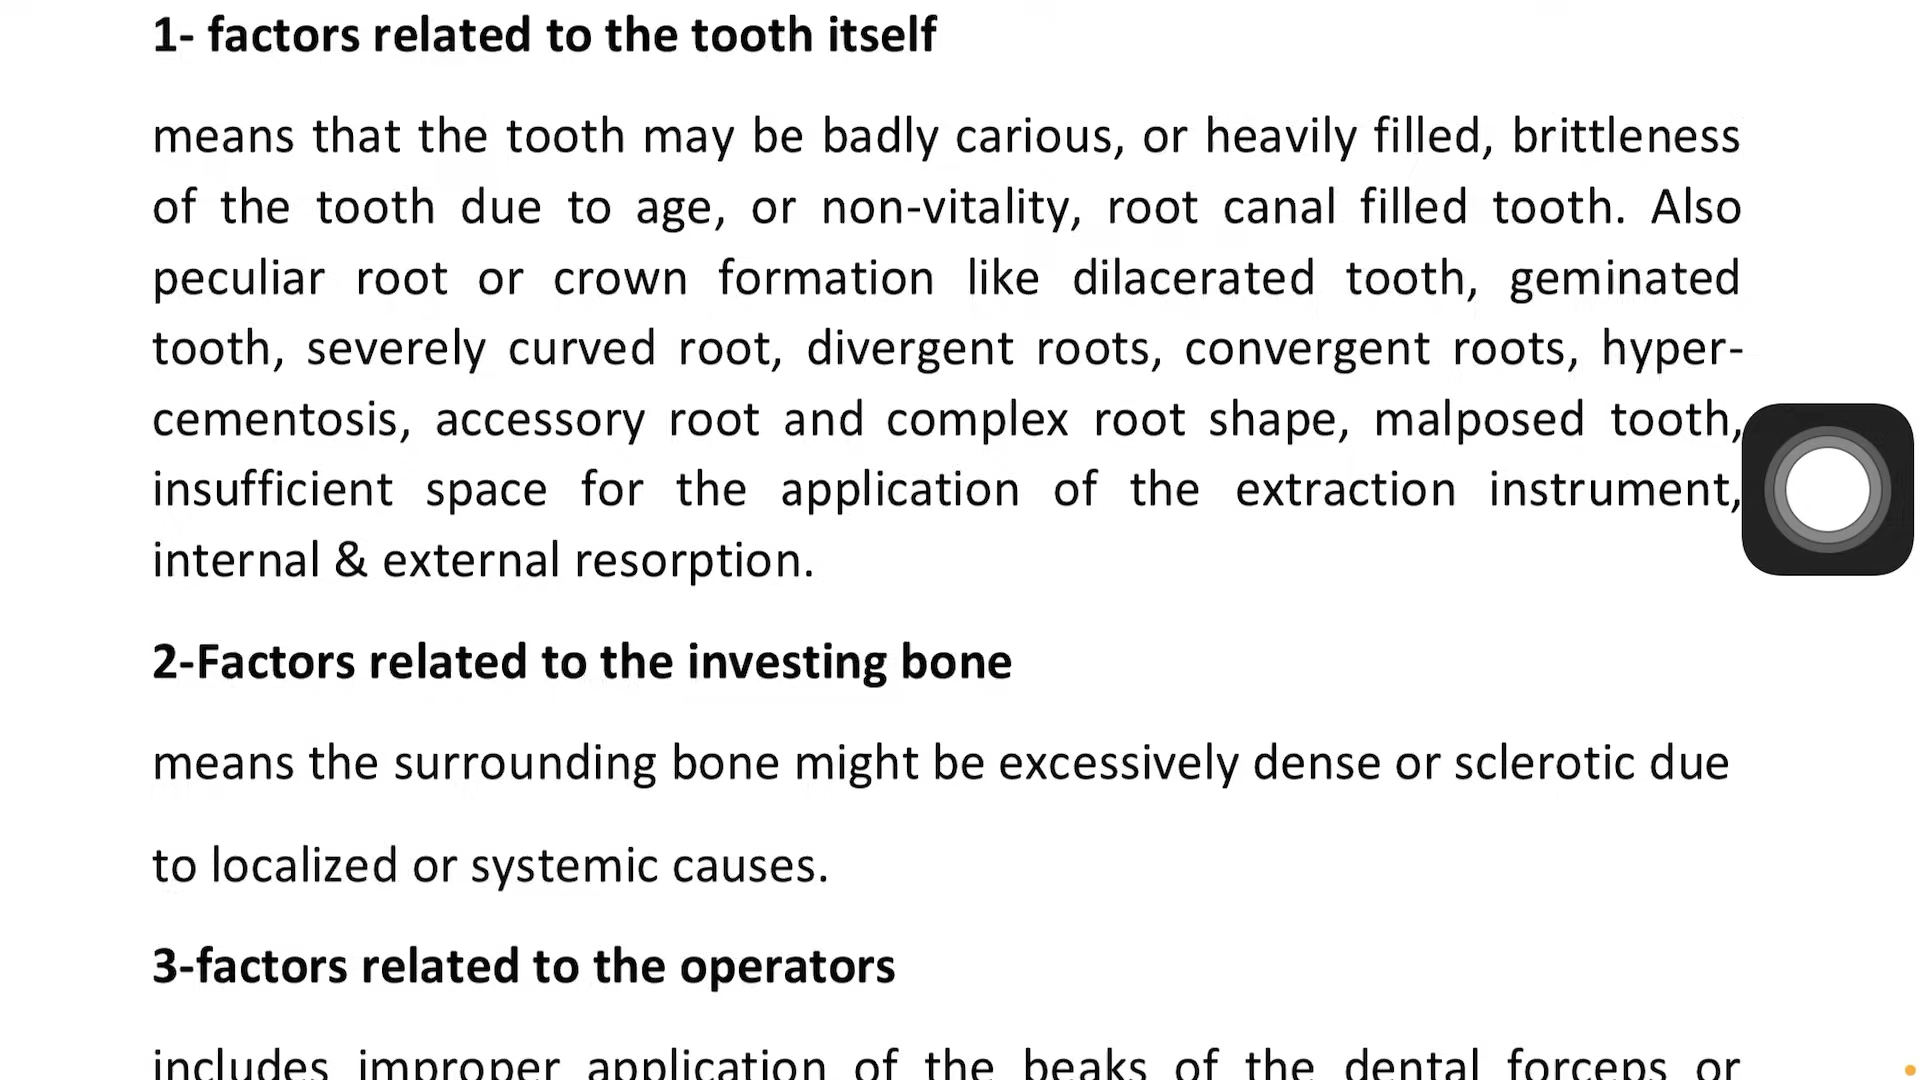 1- factors related to the tooth itself
means that the tooth may be badly carious, or heavily filled, brittleness
of the tooth due to age, or non-vitality, root canal filled tooth. Also
peculiar root or crown formation like dilacerated tooth, geminated
tooth, severely curved root, divergent roots, convergent roots, hyper-
cementosis, accessory root and complex root shape, malposed tooth,
insufficient space for the application of the extraction instrument,
internal & external resorption.
2-Factors related to the investing bone
means the surrounding bone might be excessively dense or sclerotic due
to localized or systemic causes.
3-factors related to the operators
includes improper application of the beaks of the dental forceps or